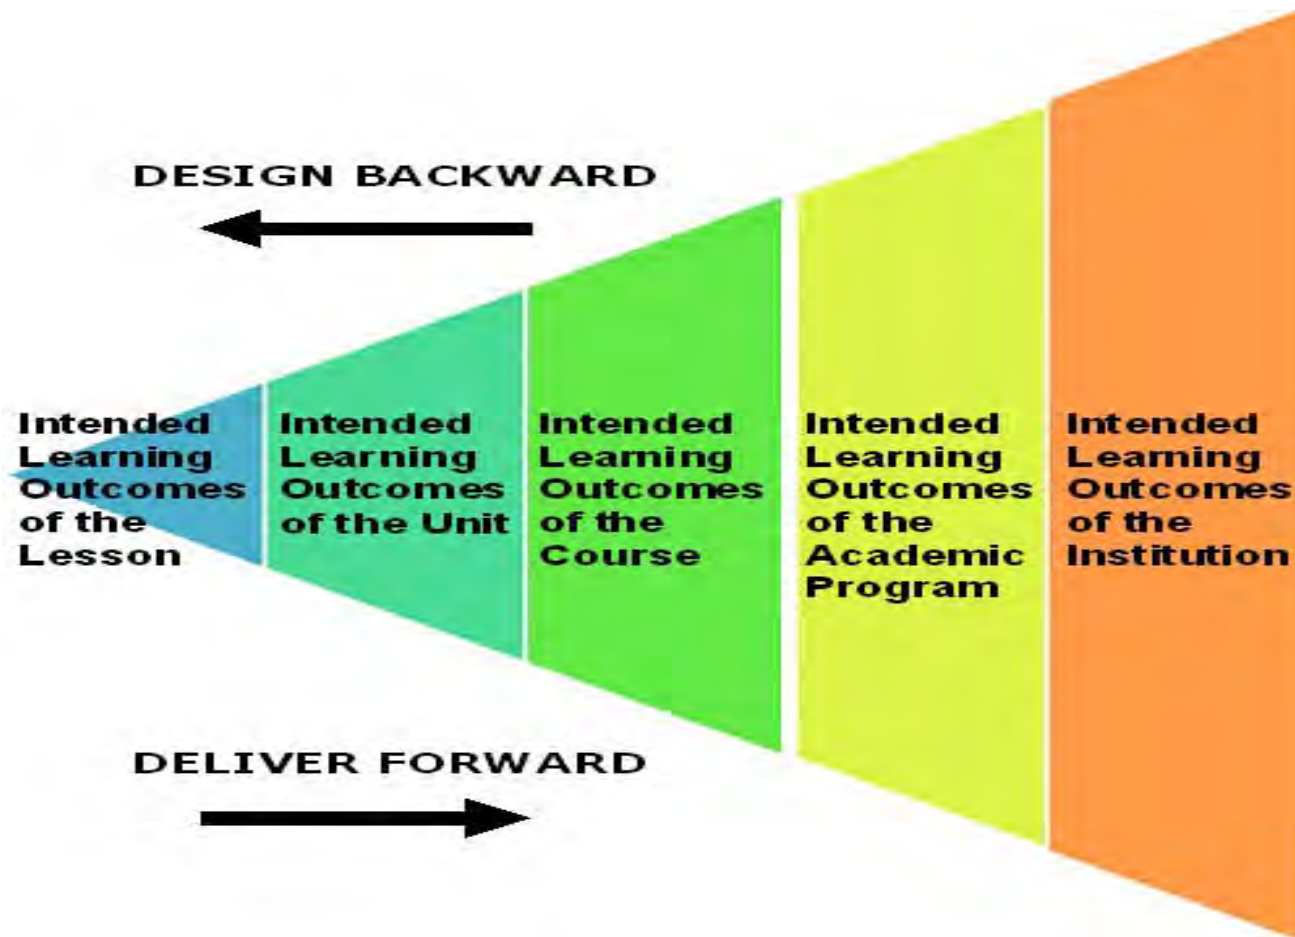 DESIGN BACKWARD
Intended
Learning
Outcomes
of the
Lesson
Intended
Learning
Outcomes
of the Unit
Intended
Learning
Outcomes
of the
Course
Intended
Learning
Outcomes
of the
Academic
Program
Intended
Learning
Outcomes
of the
Institution
DELIVER FORWARD